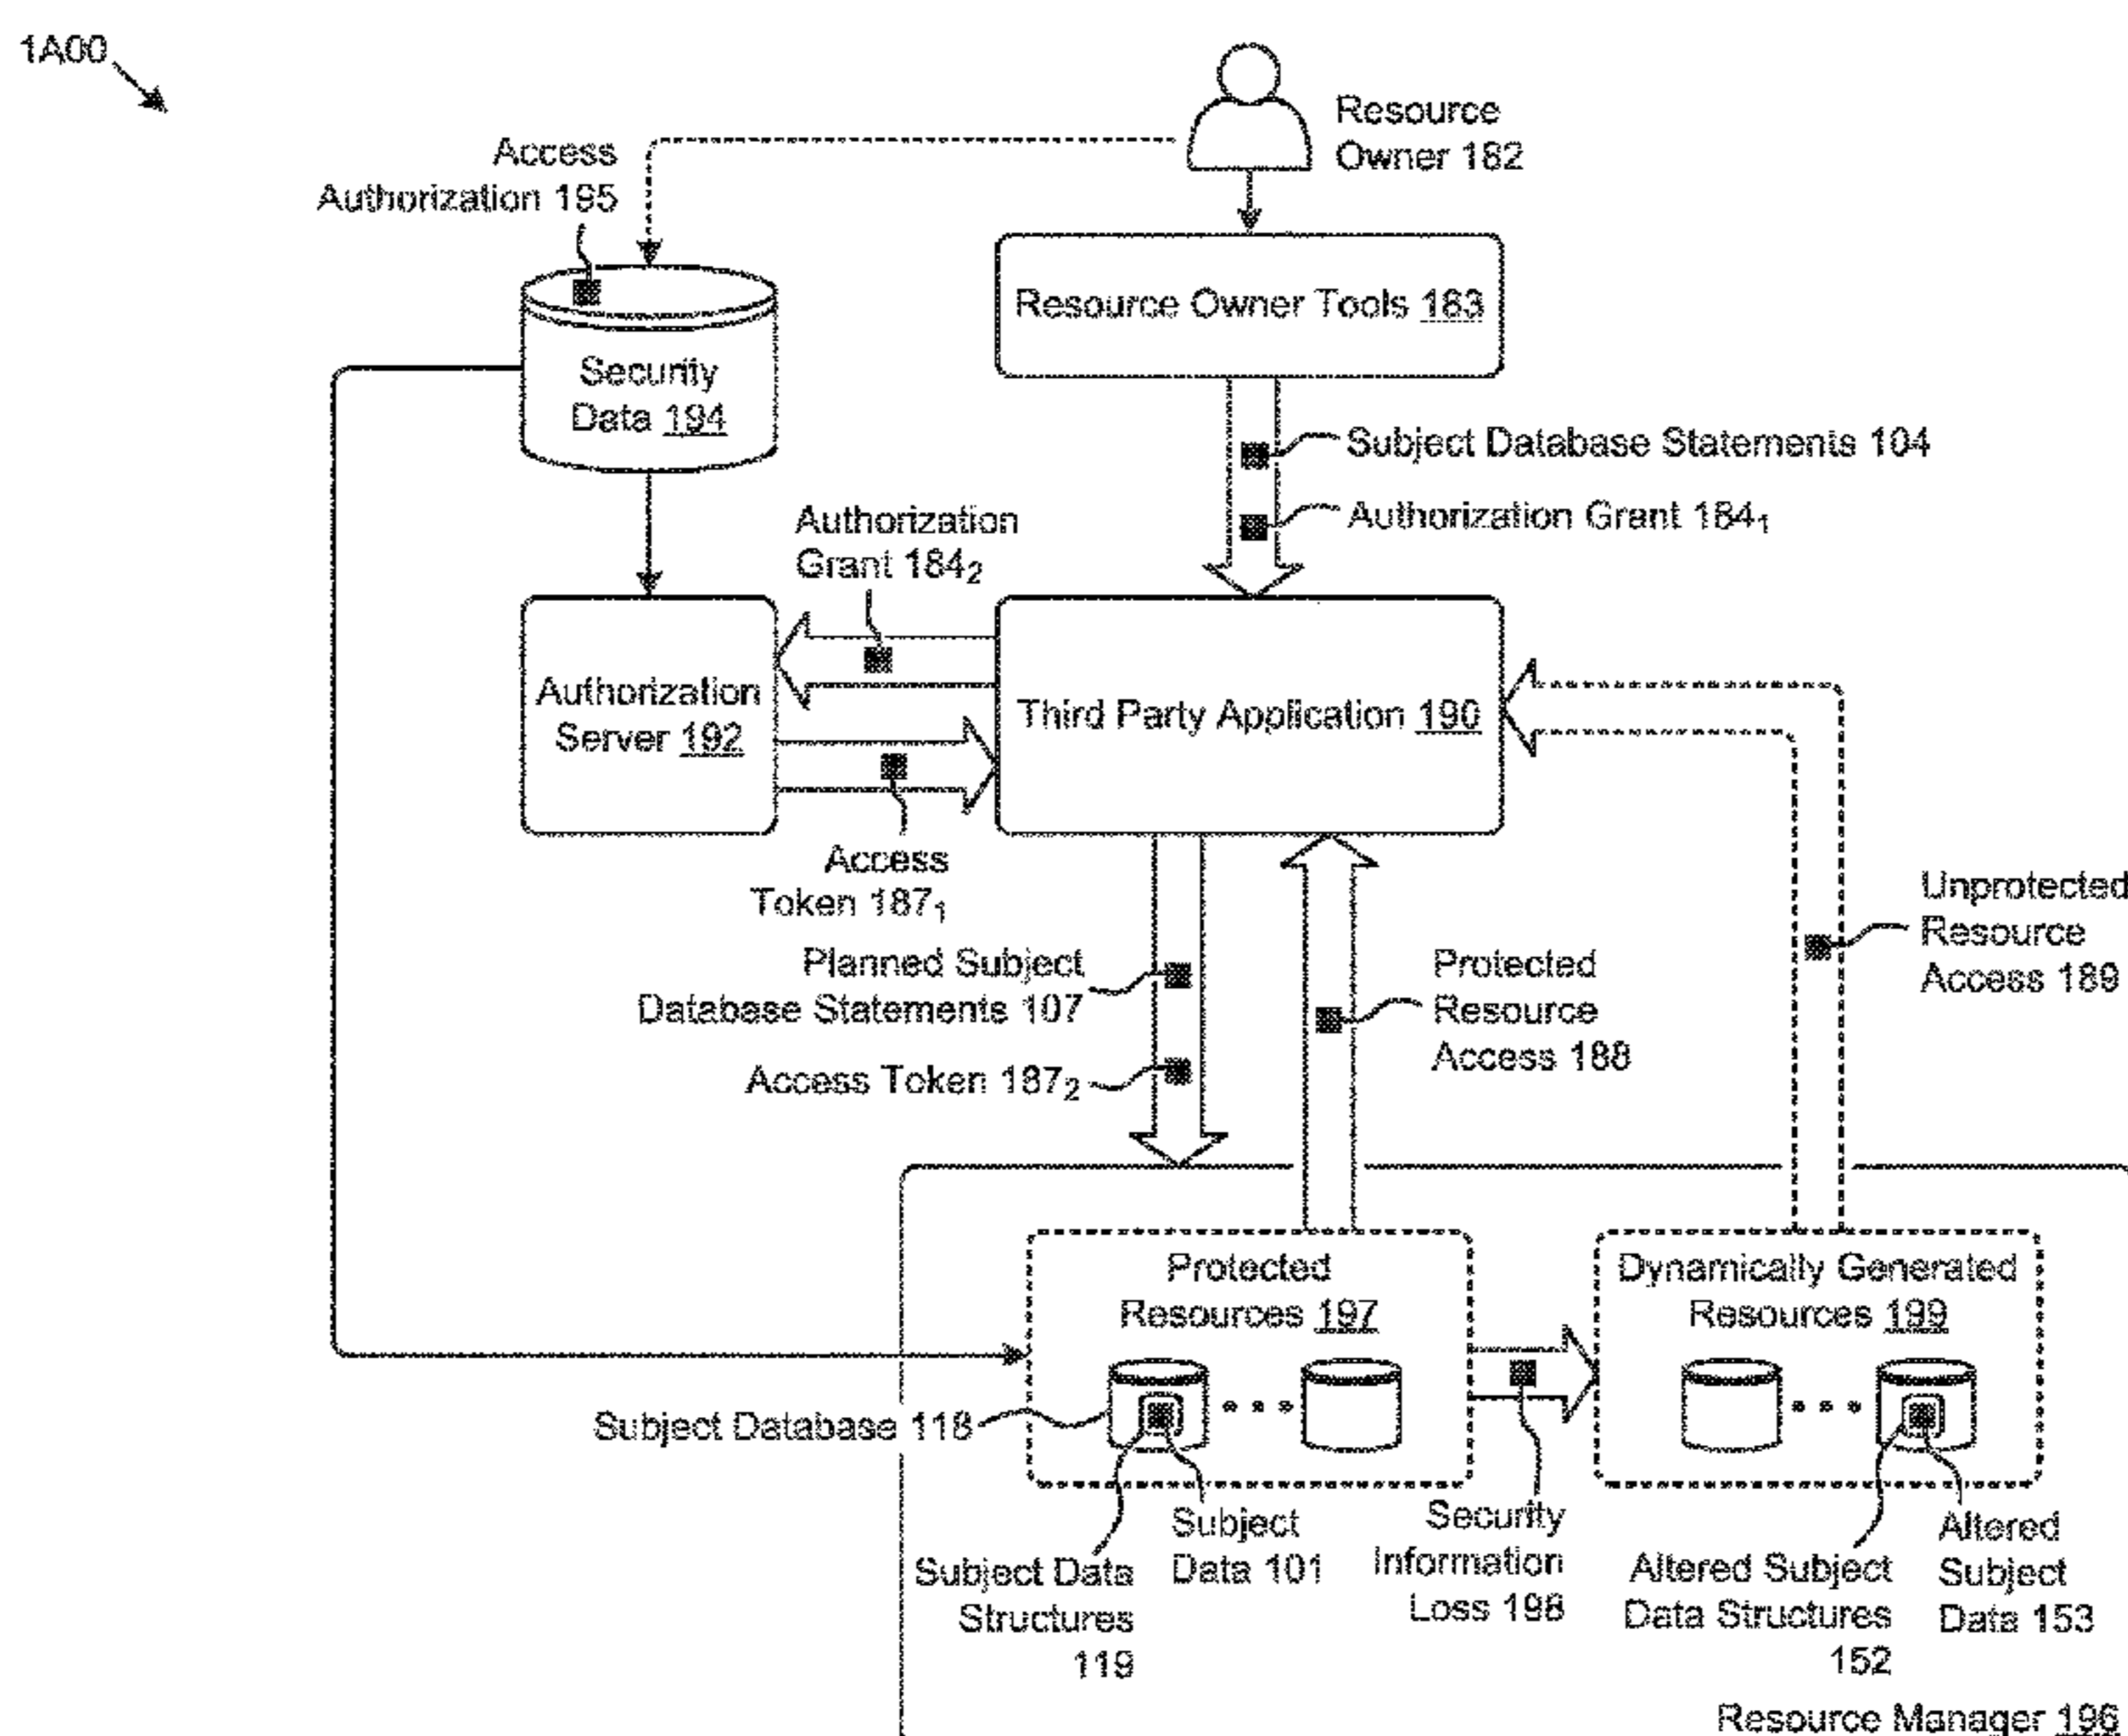 1A00
Resource
Owner 182
Access
Authorization 195
Resource Owner Tools 183
Security
Data 194
Subject Database Statements 104
Authorization Grant 184₁
Authorization
Grant 184₂
Authorization
Server 192
Third Party Application 190
Access
Token 187₁
Unprotected
Resource
Access 189
Planned Subject
Database Statements 107
Protected
Resource
Access 188
Access Token 187₂
Protected
Resources 197
Dynamically Generated
Resources 199
Subject Database 118
Subject Data
Structures
119
Subject
Data 101
Security
Information
Loss 198
Altered Subject
Data Structures
152
Altered
Subject
Data 153
Resource Manager 196